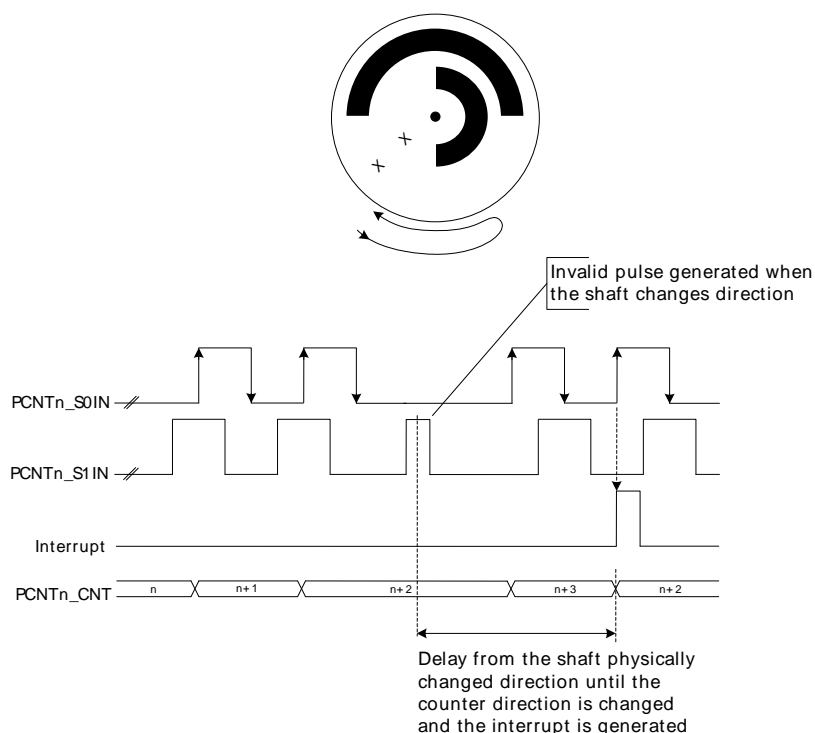 X
X
Invalid pulse generated when
the shaft changes direction
PCNTn_S0IN
PCNTn_S1IN
Interrupt
PCNTn_CNT n n+1 n+2 n+3 n+2
Delay from the shaft physically
changed direction until the
counter direction is changed
and the interrupt is generated